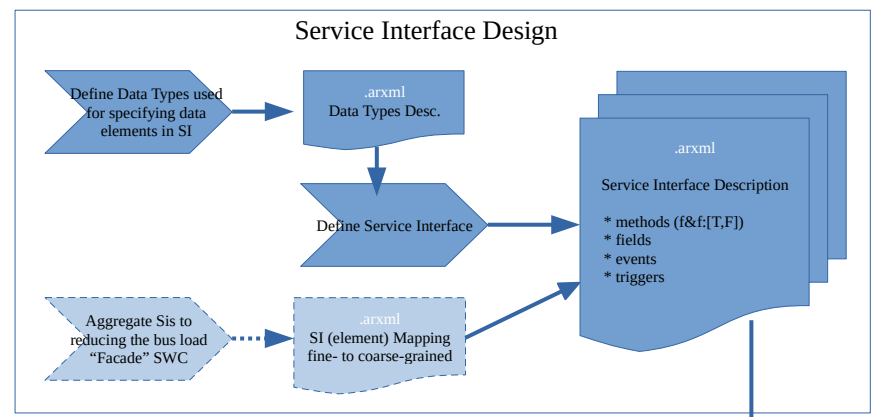 Service Interface Design
Define Data Types used
for specifying data
elements in SI
.arxml
Data Types Desc.
Define Service Interface
.arxml
Service Interface Description
* methods (f&f:[T,F])
* fields
* events
* triggers
Aggregate Sis to
reducing the bus load
“Facade” SWC
.arxml
SI (element) Mapping
fine- to coarse-grained